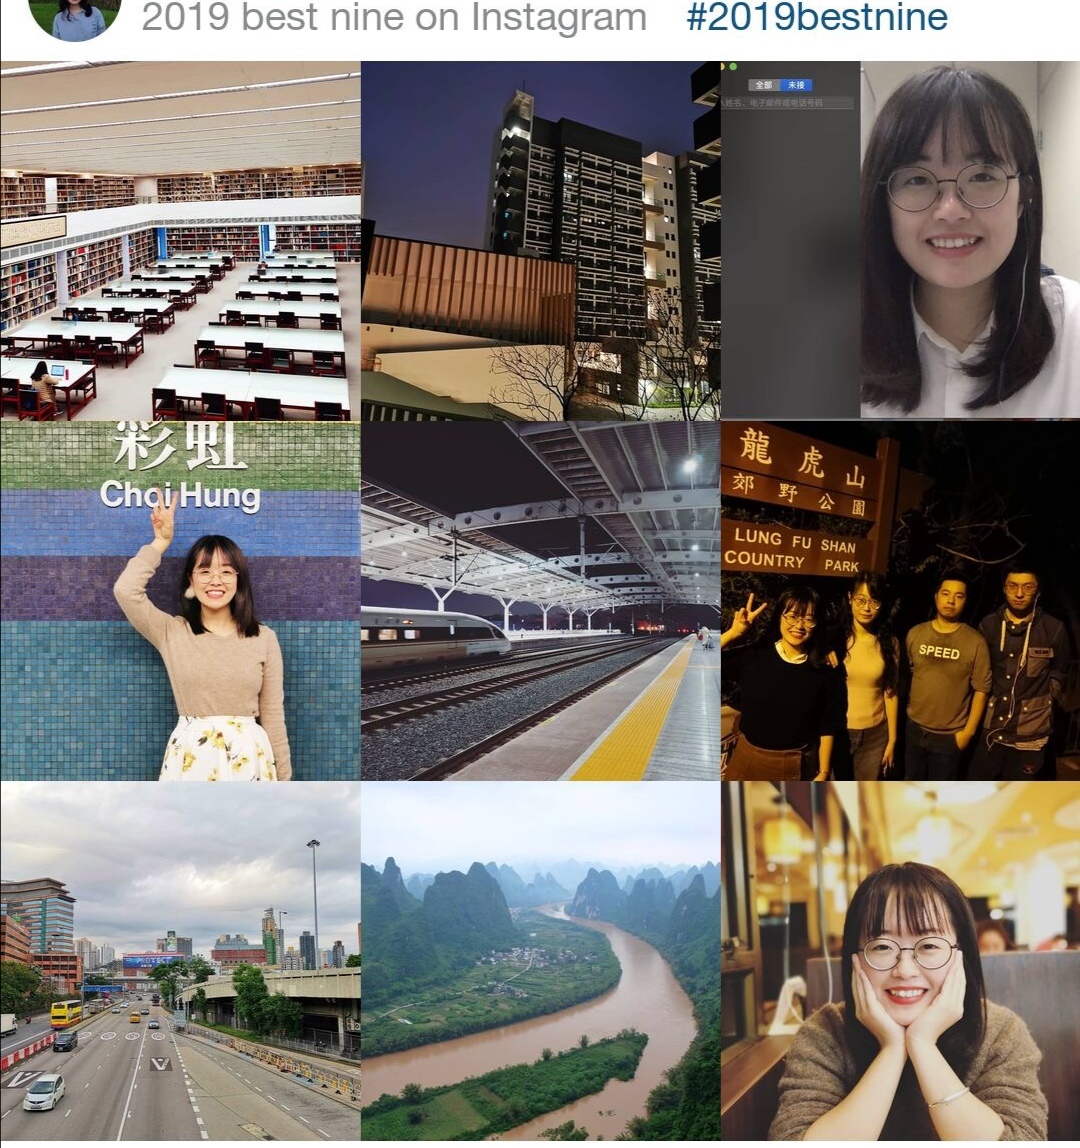 2019 best nine on Instagram #2019bestnine
全部 未接
姓名、电子邮件或电话号码
彩虹
Choi Hung
龍虎山
郊野公園
LUNG FU SHAN
COUNTRY PARK
SPEED